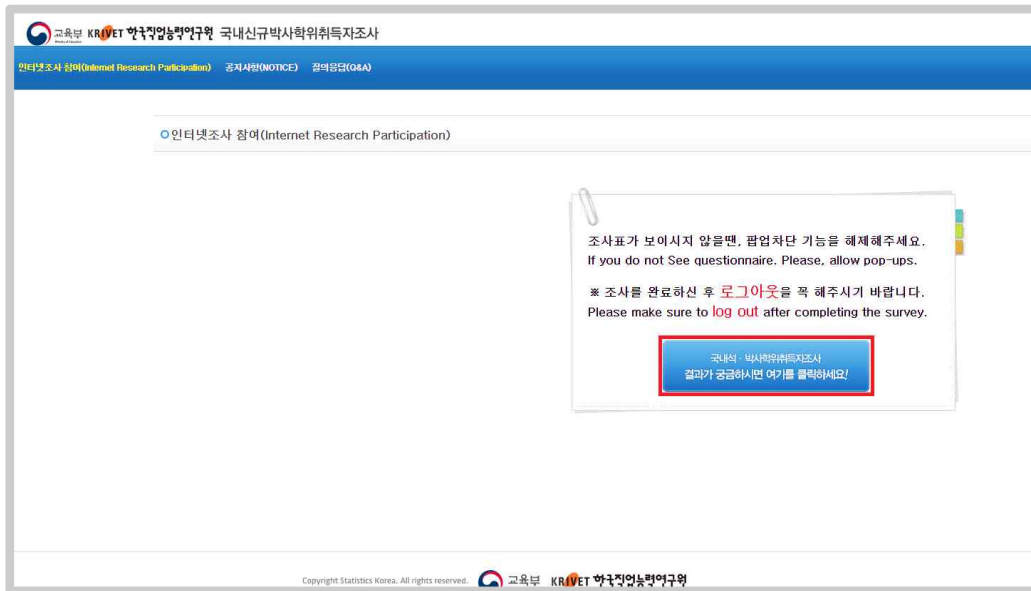 교육부 KRIVET 한국직업능력연구원 국내신규박사학위취득자조사
인터넷조사 참여(Internet Research Participation) 공지사항(NOTICE) 질의응답(Q&A)
인터넷조사 참여(Internet Research Participation)
조사표가 보이시지 않을땐, 팝업차단 기능을 해제해주세요.
If you do not See questionnaire. Please, allow pop-ups.
※ 조사를 완료하신 후 로그아웃을 꼭 해주시기 바랍니다.
Please make sure to log out after completing the survey.
국내석·박사학위취득자조사
결과가 궁금하시면 여기를 클릭하세요!
Copyright Statistics Korea. All rights reserved. 교육부 KRIVET 한국직업능력연구원